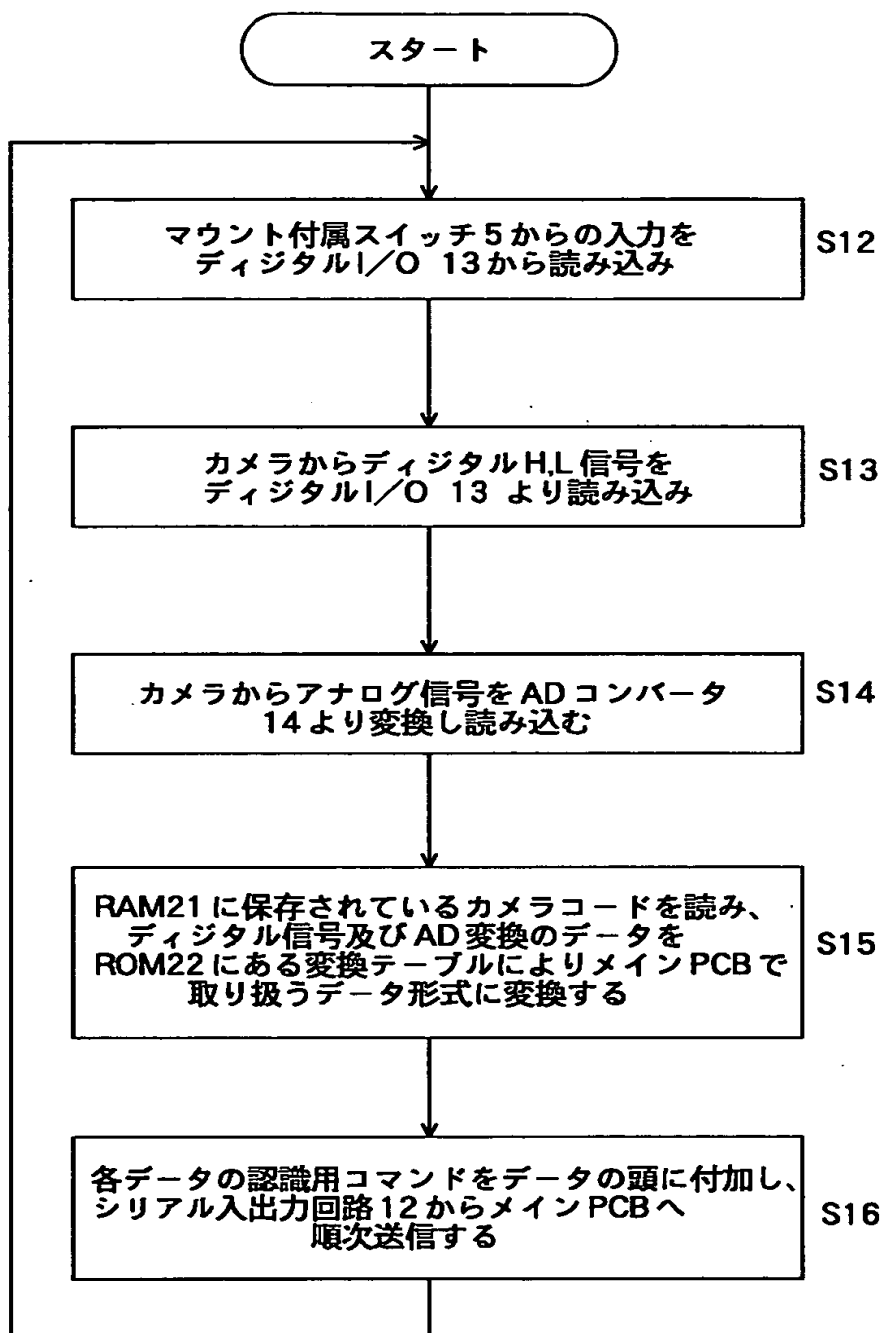 スタート
マウント付属スイッチ5からの入力を
ディジタルI／O 13から読み込み
S12
カメラからディジタルH,L信号を
ディジタルI／O 13 より読み込み
S13
カメラからアナログ信号をADコンバータ
14より変換し読み込む
S14
RAM21に保存されているカメラコードを読み、
ディジタル信号及びAD変換のデータを
ROM22にある変換テーブルによりメインPCBで
取り扱うデータ形式に変換する
S15
各データの認識用コマンドをデータの頭に付加し、
シリアル入出力回路12からメインPCBへ
順次送信する
S16